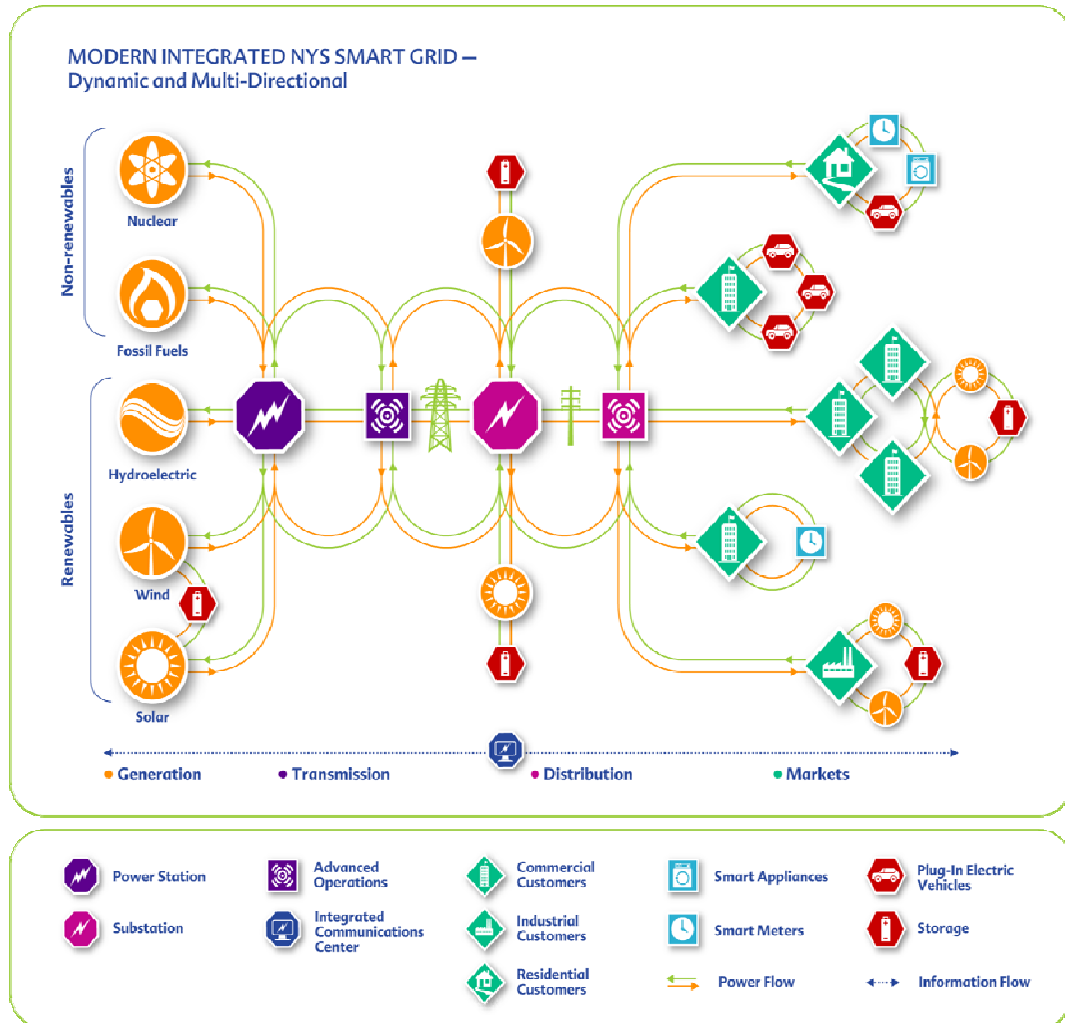 MODERN INTEGRATED NYS SMART GRID —
Dynamic and Multi-Directional
Non-renewables
Nuclear
Fossil Fuels
Renewables
Hydroelectric
Wind
Solar
Generation
Transmission
Distribution
Markets
Power Station
Advanced
Operations
Commercial
Customers
Smart Appliances
Plug-In Electric
Vehicles
Substation
Integrated
Communications
Center
Industrial
Customers
Smart Meters
Storage
Residential
Customers
Power Flow
Information Flow